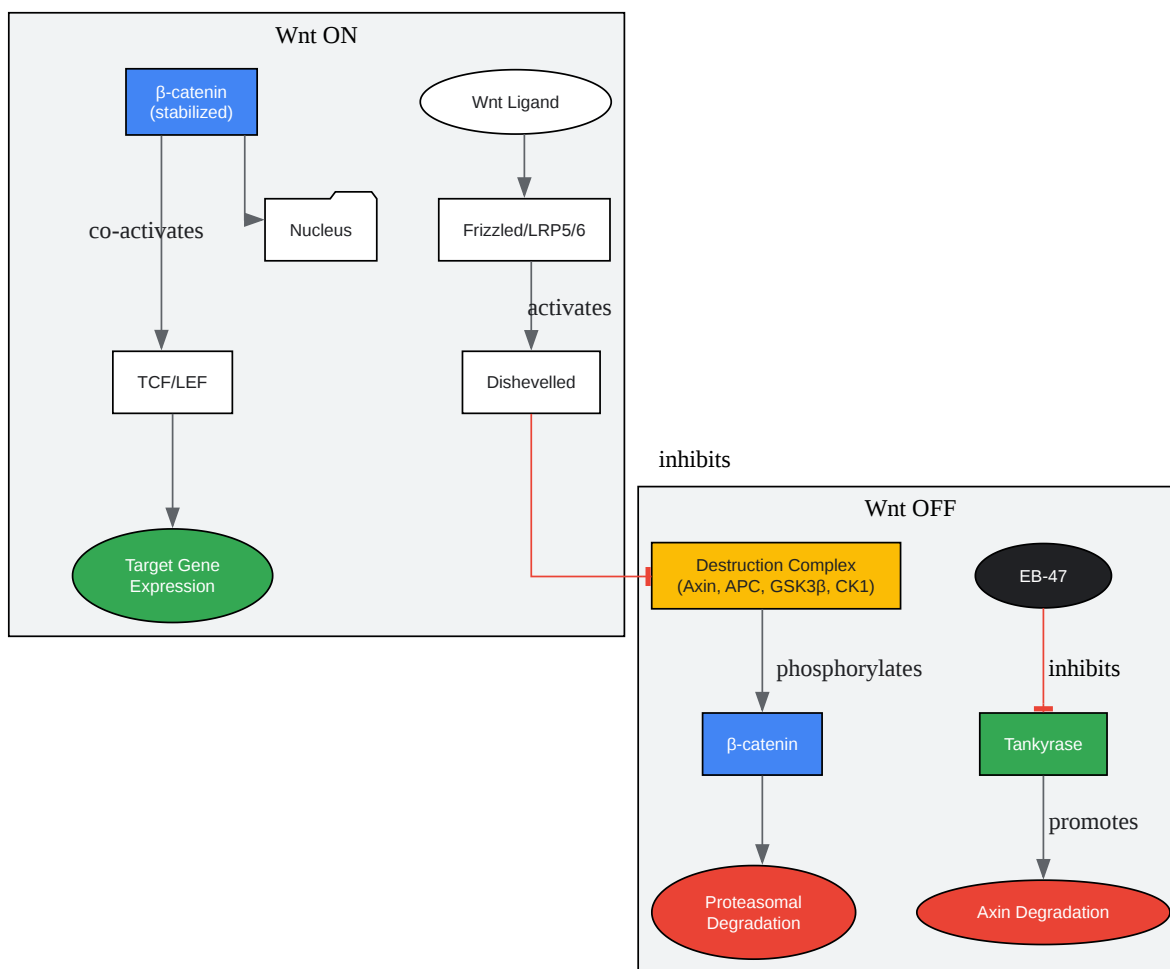 Wnt ON
β-catenin
(stabilized)
Wnt Ligand
Nucleus
Frizzled/LRP5/6
co-activates
activates
TCF/LEF
Dishevelled
inhibits
Target Gene
Expression
Wnt OFF
Destruction Complex
(Axin, APC, GSK3β, CK1)
EB-47
phosphorylates
inhibits
β-catenin
Tankyrase
promotes
Proteasomal
Degradation
Axin Degradation